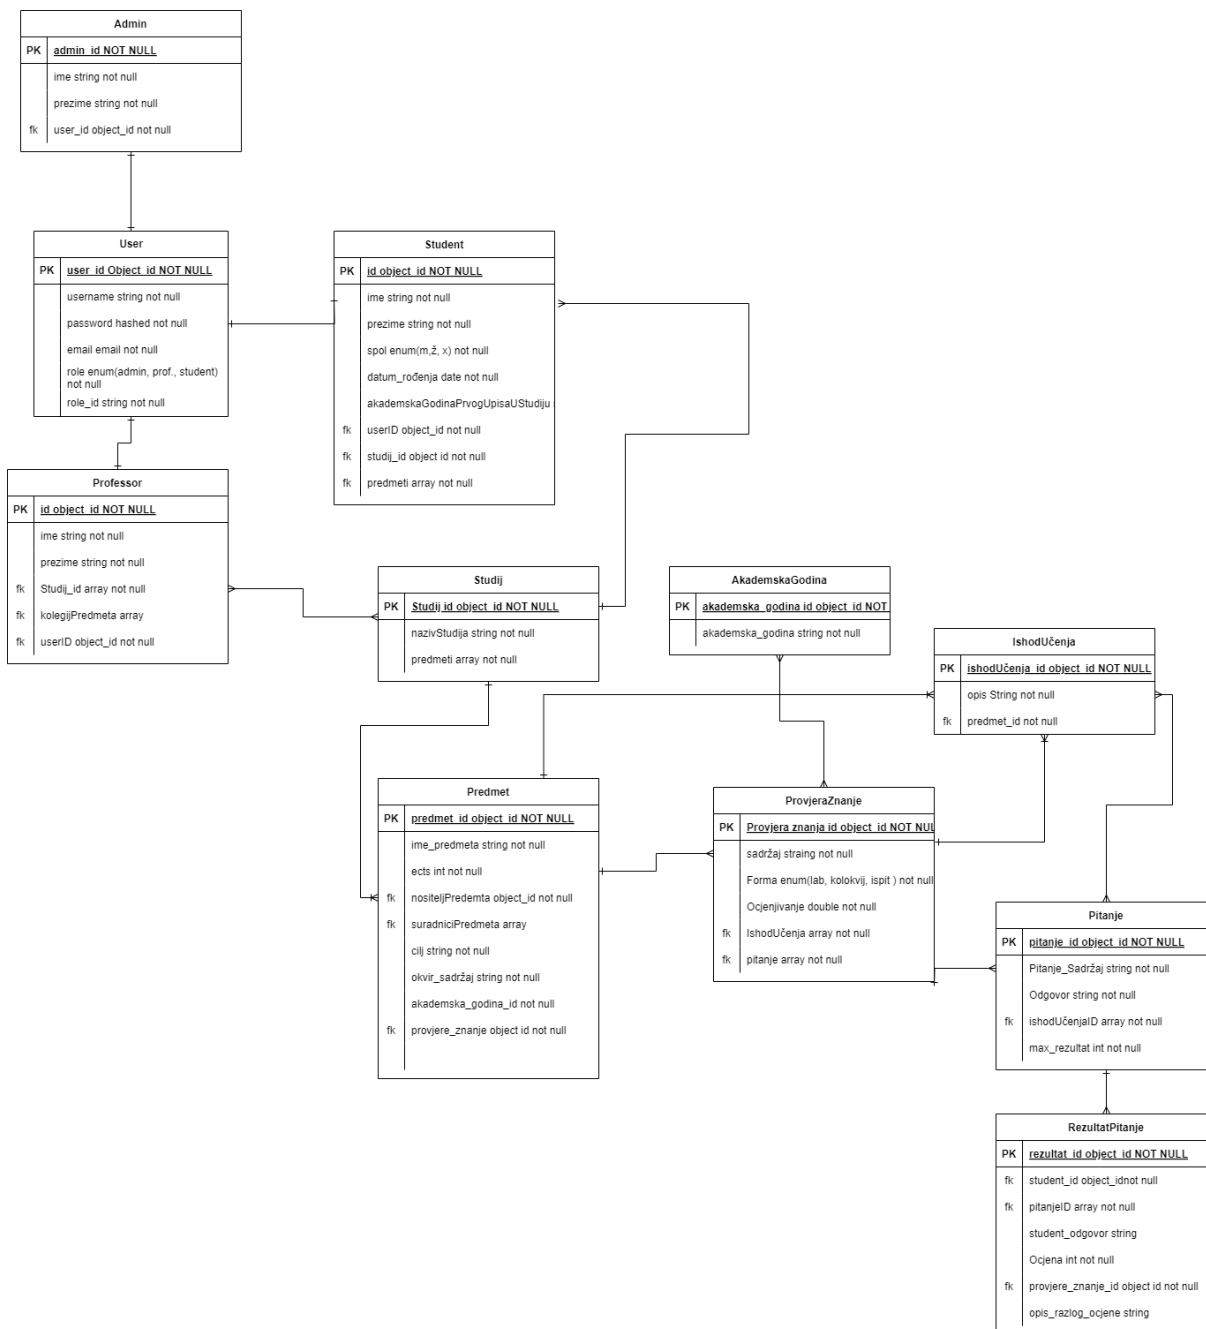 Admin
PK admin_id NOT NULL
ime string not null
prezime string not null
fk user_id object_id not null
User
PK user_id Object_id NOT NULL
username string not null
password hashed not null
email email not null
role enum(admin, prof., student)
not null
role_id string not null
Student
PK id object_id NOT NULL
ime string not null
prezime string not null
spol enum(m,ž, x) not null
datum_rođenja date not null
akademskaGodinaPrvogUpisaUStudiju
fk userID object_id not null
fk studij_id object id not null
fk predmeti array not null
Professor
PK id object_id NOT NULL
ime string not null
prezime string not null
fk Studij_id array not null
fk kolegijPredmeta array
fk userID object_id not null
Studij
PK Studij id object_id NOT NULL
nazivStudija string not null
predmeti array not null
AkademskaGodina
PK akademska_godina id object_id NOT
akademska_godina string not null
IshodUčenja
PK ishodUčenja_id object_id NOT NULL
opis String not null
fk predmet_id not null
Predmet
PK predmet_id object_id NOT NULL
ime_predmeta string not null
ects int not null
fk nositeljPredemta object_id not null
fk suradniciPredmeta array
cilj string not null
okvir_sadržaj string not null
akademska_godina_id not null
fk provjere_znanje object id not null
ProvjeraZnanje
PK Provjera znanja id object_id NOT NUL
sadržaj straing not null
Forma enum(lab, kolokvij, ispit ) not null
Ocjenjivanje double not null
fk IshodUčenja array not null
fk pitanje array not null
Pitanje
PK pitanje_id object_id NOT NULL
Pitanje_Sadržaj string not null
Odgovor string not null
fk ishodUčenjaID array not null
max_rezultat int not null
RezultatPitanje
PK rezultat_id object_id NOT NULL
fk student_id object_idnot null
fk pitanjeID array not null
student_odgovor string
Ocjena int not null
fk provjere_znanje_id object id not null
opis_razlog_ocjene string